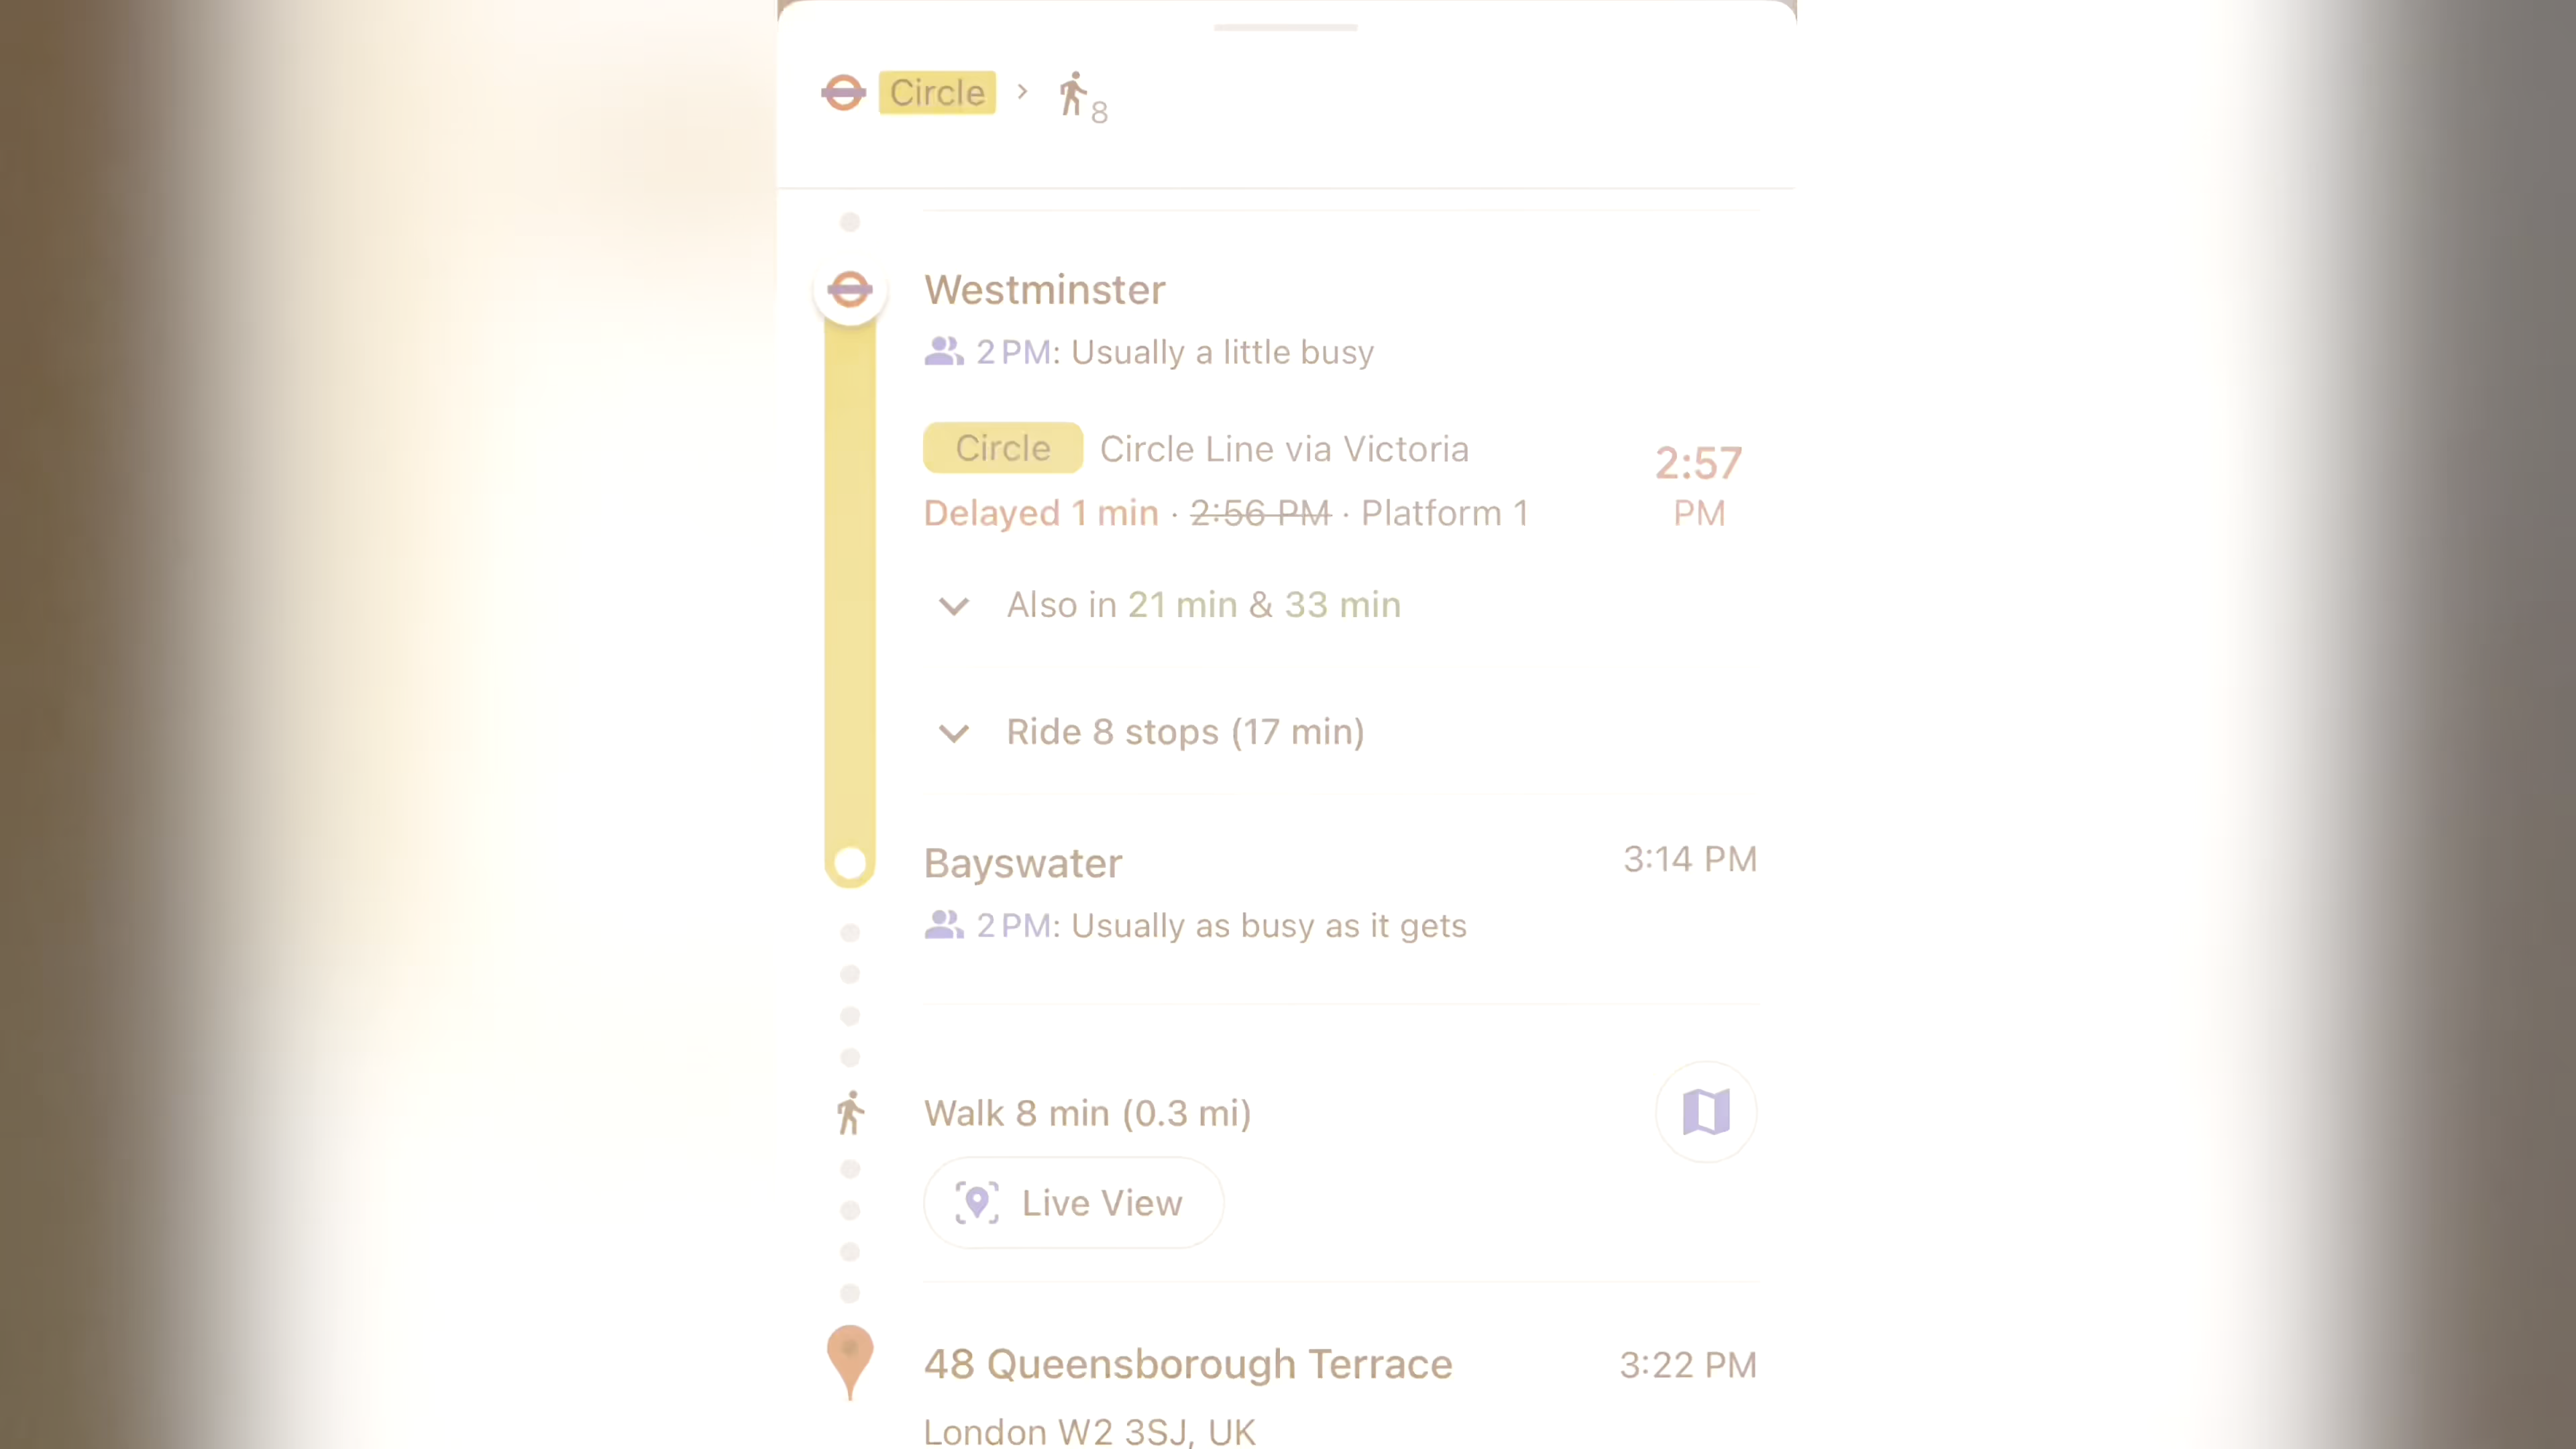 Circle > 8
Westminster
2 PM: Usually a little busy
Circle Circle Line via Victoria
2:57 PM
Delayed 1 min · 2:56 PM · Platform 1
Also in 21 min & 33 min
Ride 8 stops (17 min)
Bayswater 3:14 PM
2 PM: Usually as busy as it gets
Walk 8 min (0.3 mi)
Live View
48 Queensborough Terrace 3:22 PM
London W2 3SJ, UK